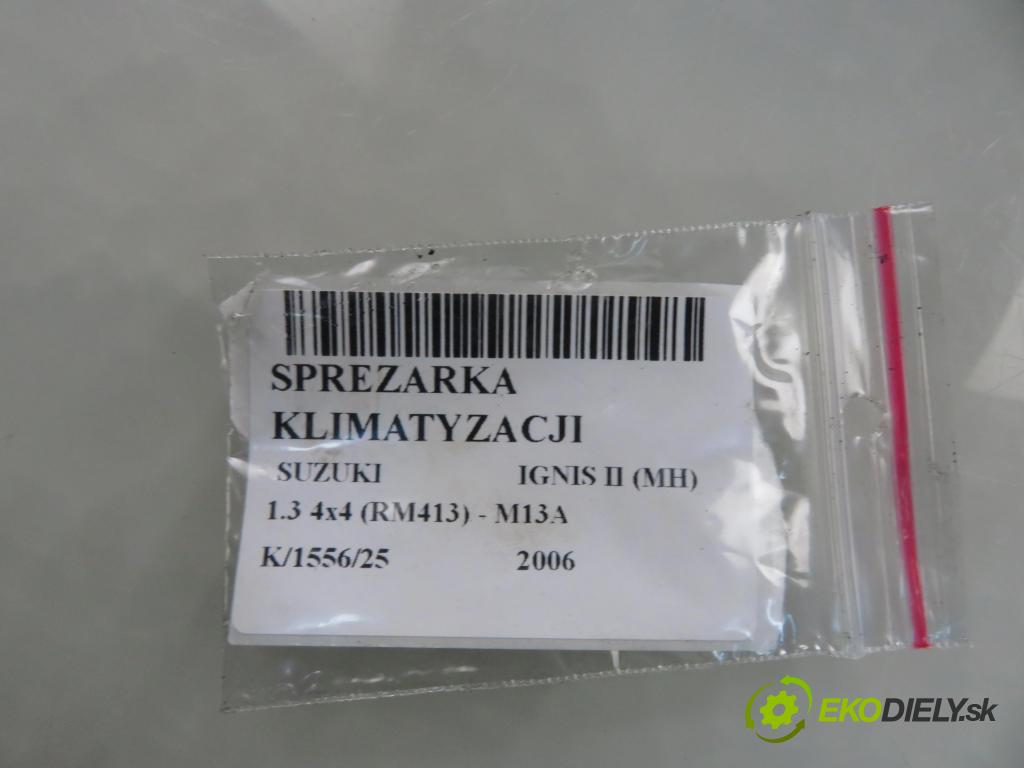 SPREZARKA
KLIMATYZACJI
SUZUKI IGNIS II (MH)
1.3 4x4 (RM413) - M13A
K/1556/25 2006
EKODIELY.sk